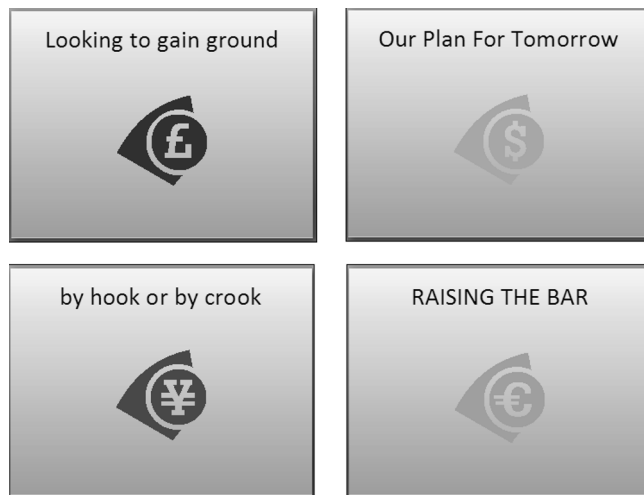 Looking to gain ground
£
Our Plan For Tomorrow
$
by hook or by crook
¥
RAISING THE BAR
€